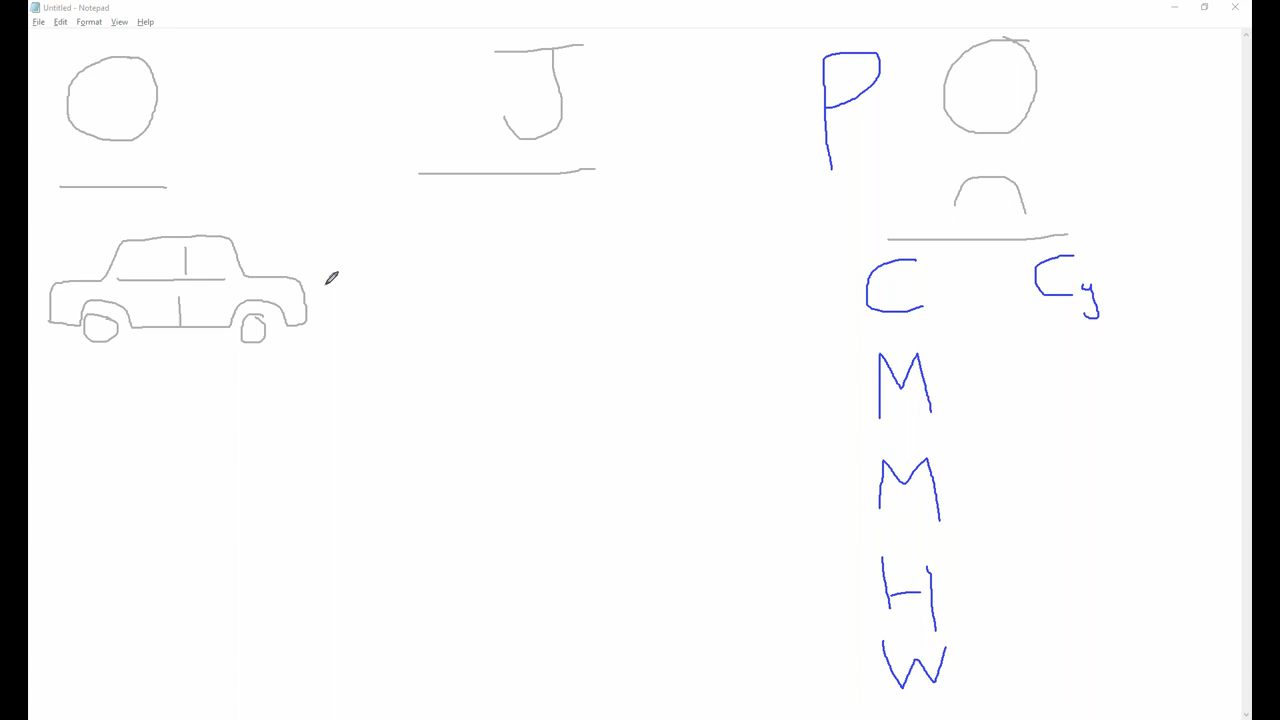 Untitled - Notepad
File Edit Format View Help
O J P O
C Cy
M
M
H
W